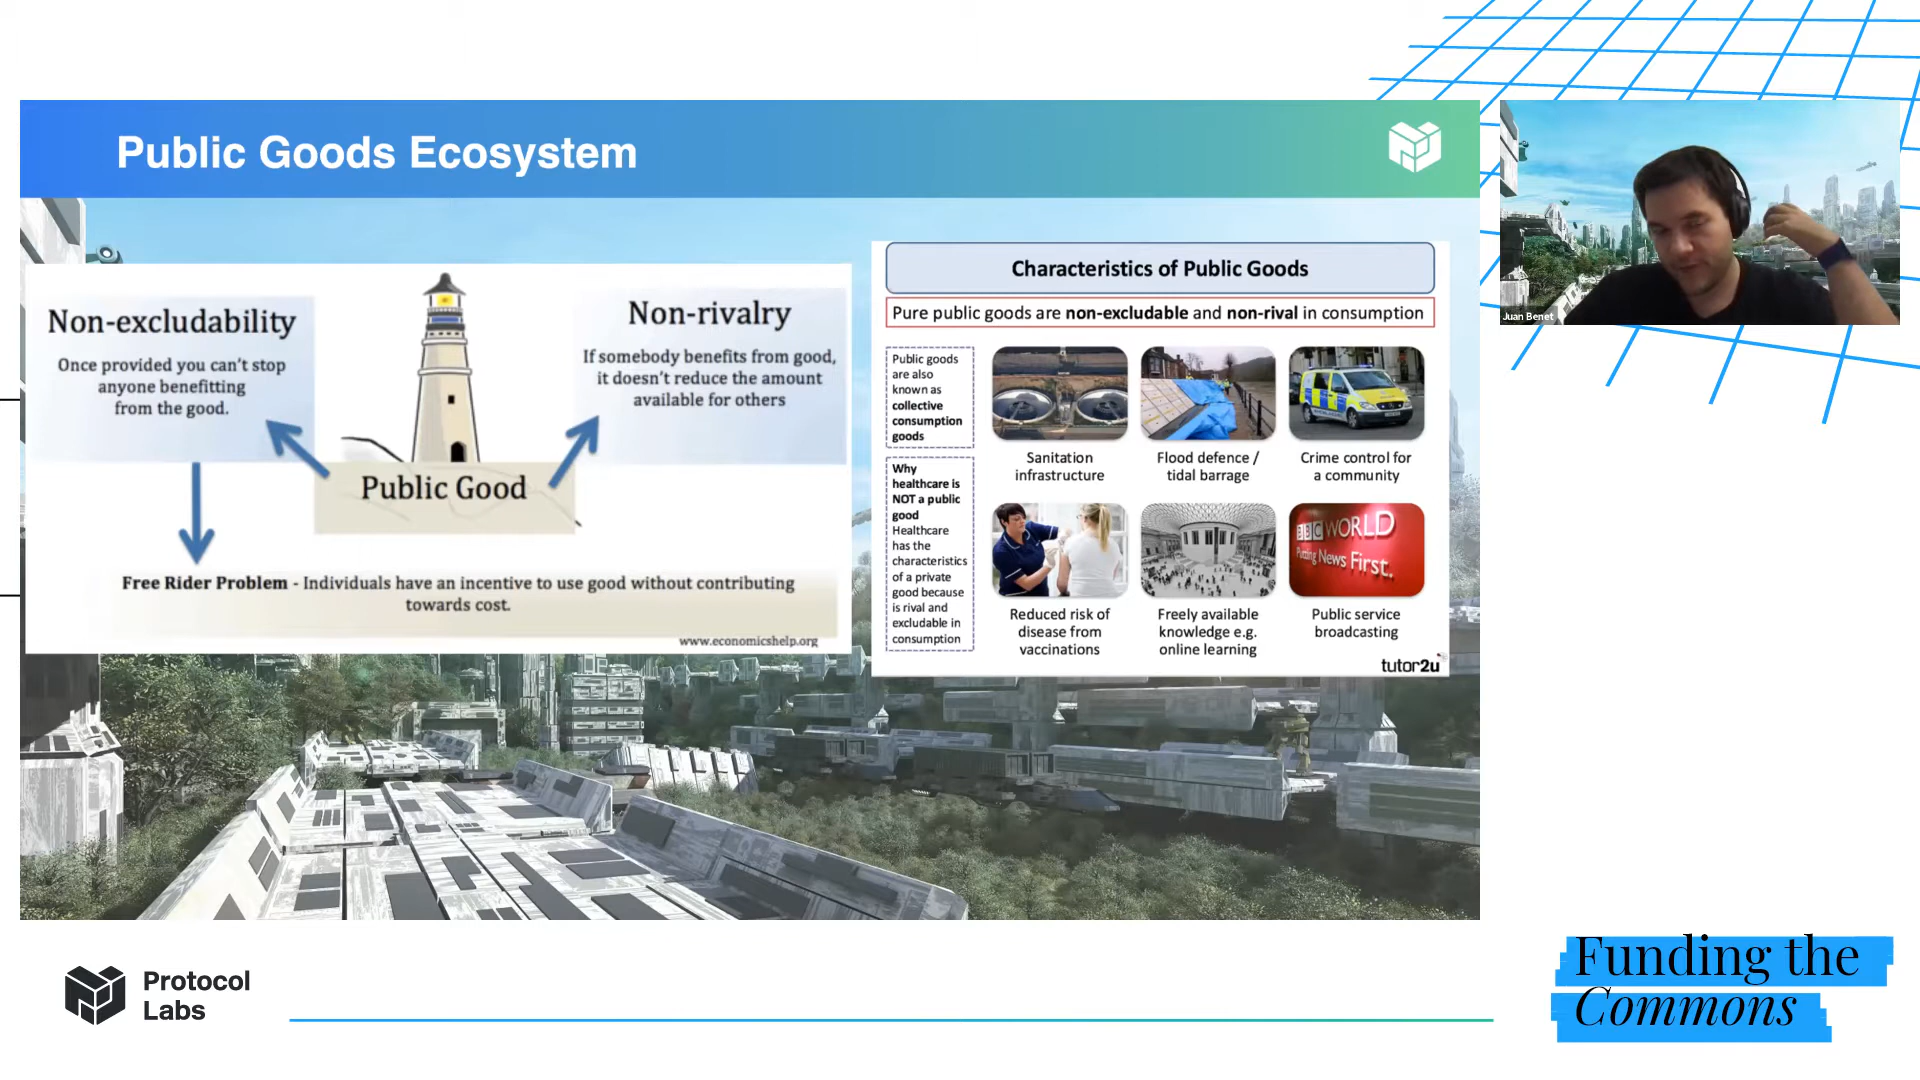 Public Goods Ecosystem
Non-excludability
Once provided you can't stop
anyone benefitting
from the good.
Non-rivalry
If somebody benefits from good,
it doesn't reduce the amount
available for others
Public Good
Free Rider Problem - Individuals have an incentive to use good without contributing
towards cost.
www.economicshelp.org
Characteristics of Public Goods
Pure public goods are non-excludable and non-rival in consumption
Public goods
are also
known as
collective
consumption
goods
Why
healthcare is
NOT a public
good
Healthcare
has the
characteristics
of a private
good because
is rival and
excludable in
consumption
Sanitation
infrastructure
Flood defence /
tidal barrage
Crime control for
a community
BBC WORLD
Putting News First.
Reduced risk of
disease from
vaccinations
Freely available
knowledge e.g.
online learning
Public service
broadcasting
tutor2u
Juan Benet
Protocol
Labs
Funding the
Commons